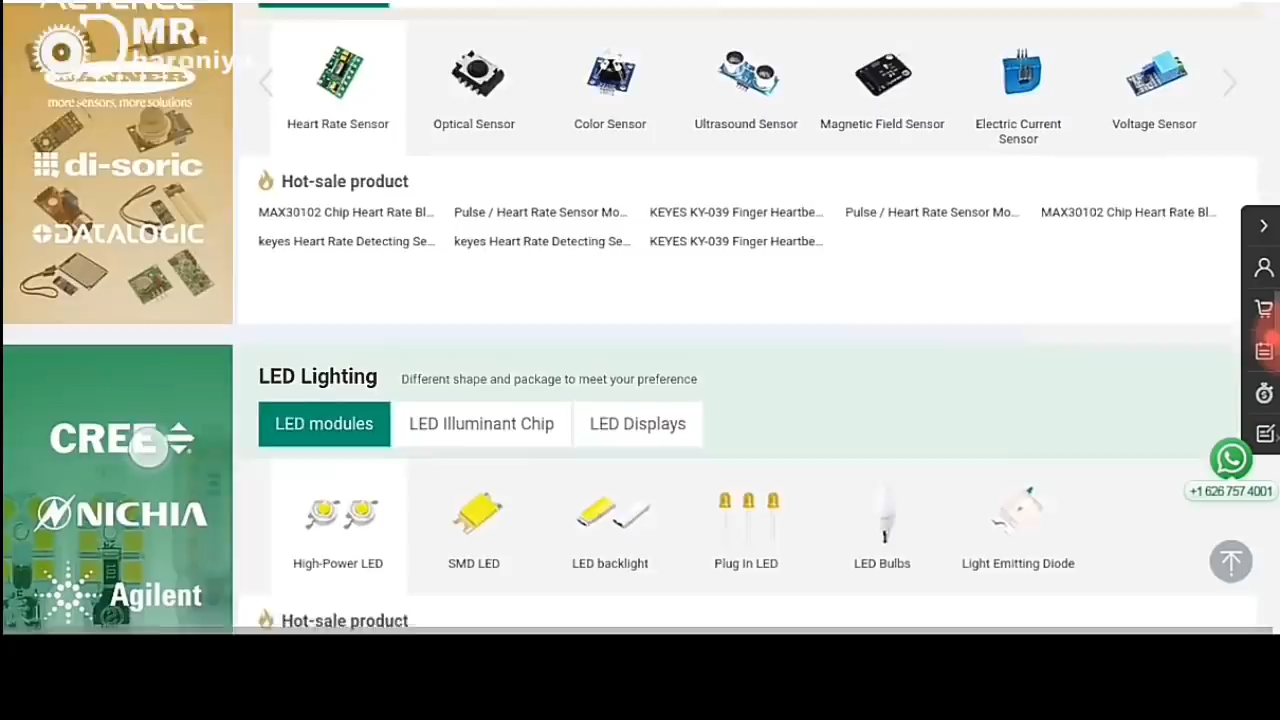 MR.
BANNER
more sensors, more solutions
di-soric
DATALOGIC
Heart Rate Sensor
Optical Sensor
Color Sensor
Ultrasound Sensor
Magnetic Field Sensor
Electric Current
Sensor
Voltage Sensor
Hot-sale product
MAX30102 Chip Heart Rate Bl...
Pulse / Heart Rate Sensor Mo...
KEYES KY-039 Finger Heartbe...
Pulse / Heart Rate Sensor Mo...
MAX30102 Chip Heart Rate Bl...
keyes Heart Rate Detecting Se...
keyes Heart Rate Detecting Se...
KEYES KY-039 Finger Heartbe...
CREE
NICHIA
Agilent
LED Lighting
Different shape and package to meet your preference
LED modules
LED Illuminant Chip
LED Displays
High-Power LED
SMD LED
LED backlight
Plug In LED
LED Bulbs
Light Emitting Diode
Hot-sale product
+1 626 757 4001